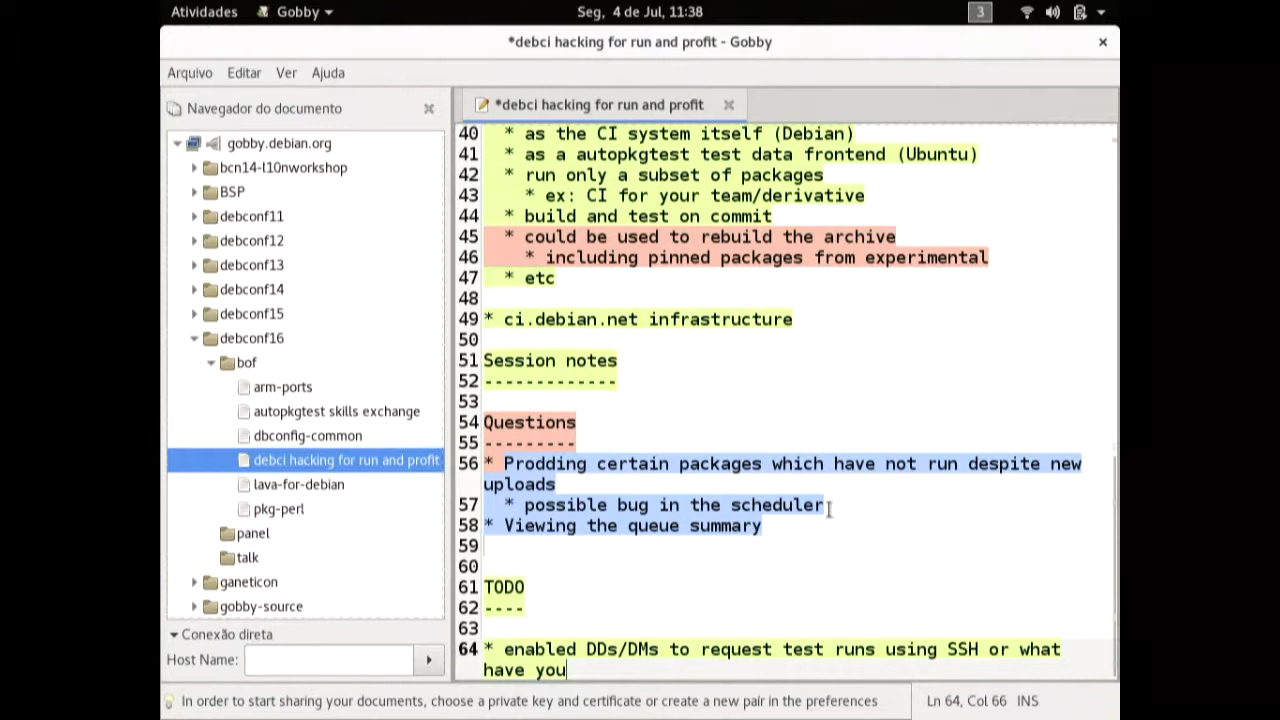 Atividades Gobby Seg, 4 de Jul, 11:38 3
*debci hacking for run and profit - Gobby
Arquivo Editar Ver Ajuda
Navegador do documento
gobby.debian.org
bcn14-l10nworkshop
BSP
debconf11
debconf12
debconf13
debconf14
debconf15
debconf16
bof
arm-ports
autopkgtest skills exchange
dbconfig-common
debci hacking for run and profit
lava-for-debian
pkg-perl
panel
talk
ganeticon
gobby-source
Conexão direta
Host Name:
*debci hacking for run and profit
40 * as the CI system itself (Debian)
41 * as a autopkgtest test data frontend (Ubuntu)
42 * run only a subset of packages
43 * ex: CI for your team/derivative
44 * build and test on commit
45 * could be used to rebuild the archive
46 * including pinned packages from experimental
47 * etc
48
49 * ci.debian.net infrastructure
50
51 Session notes
52 -------------
53
54 Questions
55 ---------
56 * Prodding certain packages which have not run despite new
uploads
57 * possible bug in the scheduler
58 * Viewing the queue summary
59
60
61 TODO
62 ----
63
64 * enabled DDs/DMs to request test runs using SSH or what
have you
In order to start sharing your documents, choose a private key and certificate or create a new pair in the preferences
Ln 64, Col 66 INS